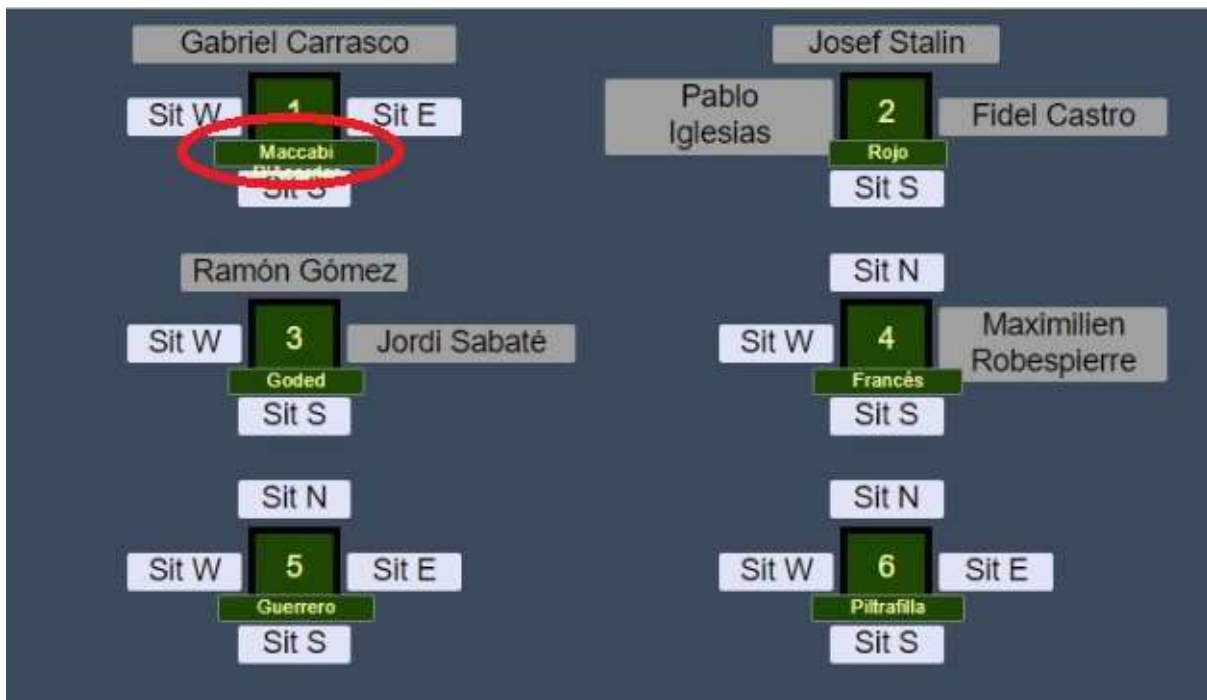 Gabriel Carrasco
Sit W
1
Sit E
Maccabi
Sit S
Josef Stalin
Pablo
Iglesias
2
Fidel Castro
Rojo
Sit S
Ramón Gómez
Sit W
3
Jordi Sabaté
Goded
Sit S
Sit N
Sit W
4
Maximilien
Robespierre
Francés
Sit S
Sit N
Sit W
5
Sit E
Guerrero
Sit S
Sit N
Sit W
6
Sit E
Piltrafilla
Sit S